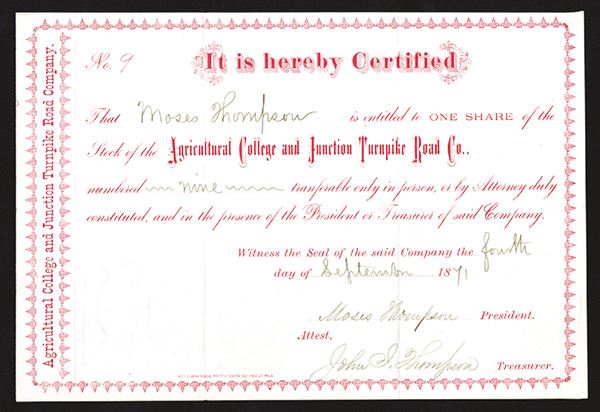 Agricultural College and Junction Turnpike Road Company.
No. 9
It is hereby Certified
That Moses Thompson is entitled to ONE SHARE of the
Stock of the Agricultural College and Junction Turnpike Road Co.,
numbered nine tranferable only in person, or by Attorney duly
constituted, and in the presence of the President or Treasurer of said Company.
Witness the Seal of the said Company the fourth
day of September 1871
Moses Thompson President.
Attest,
John I. Thompson Treasurer.